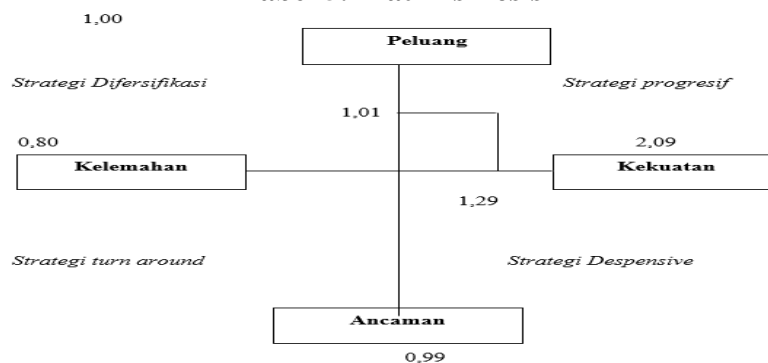 1,00
Peluang
Strategi Difersifikasi
Strategi progresif
1,01
0,80
2,09
Kelemahan
Kekuatan
1,29
Strategi turn around
Strategi Despensive
Ancaman
0,99